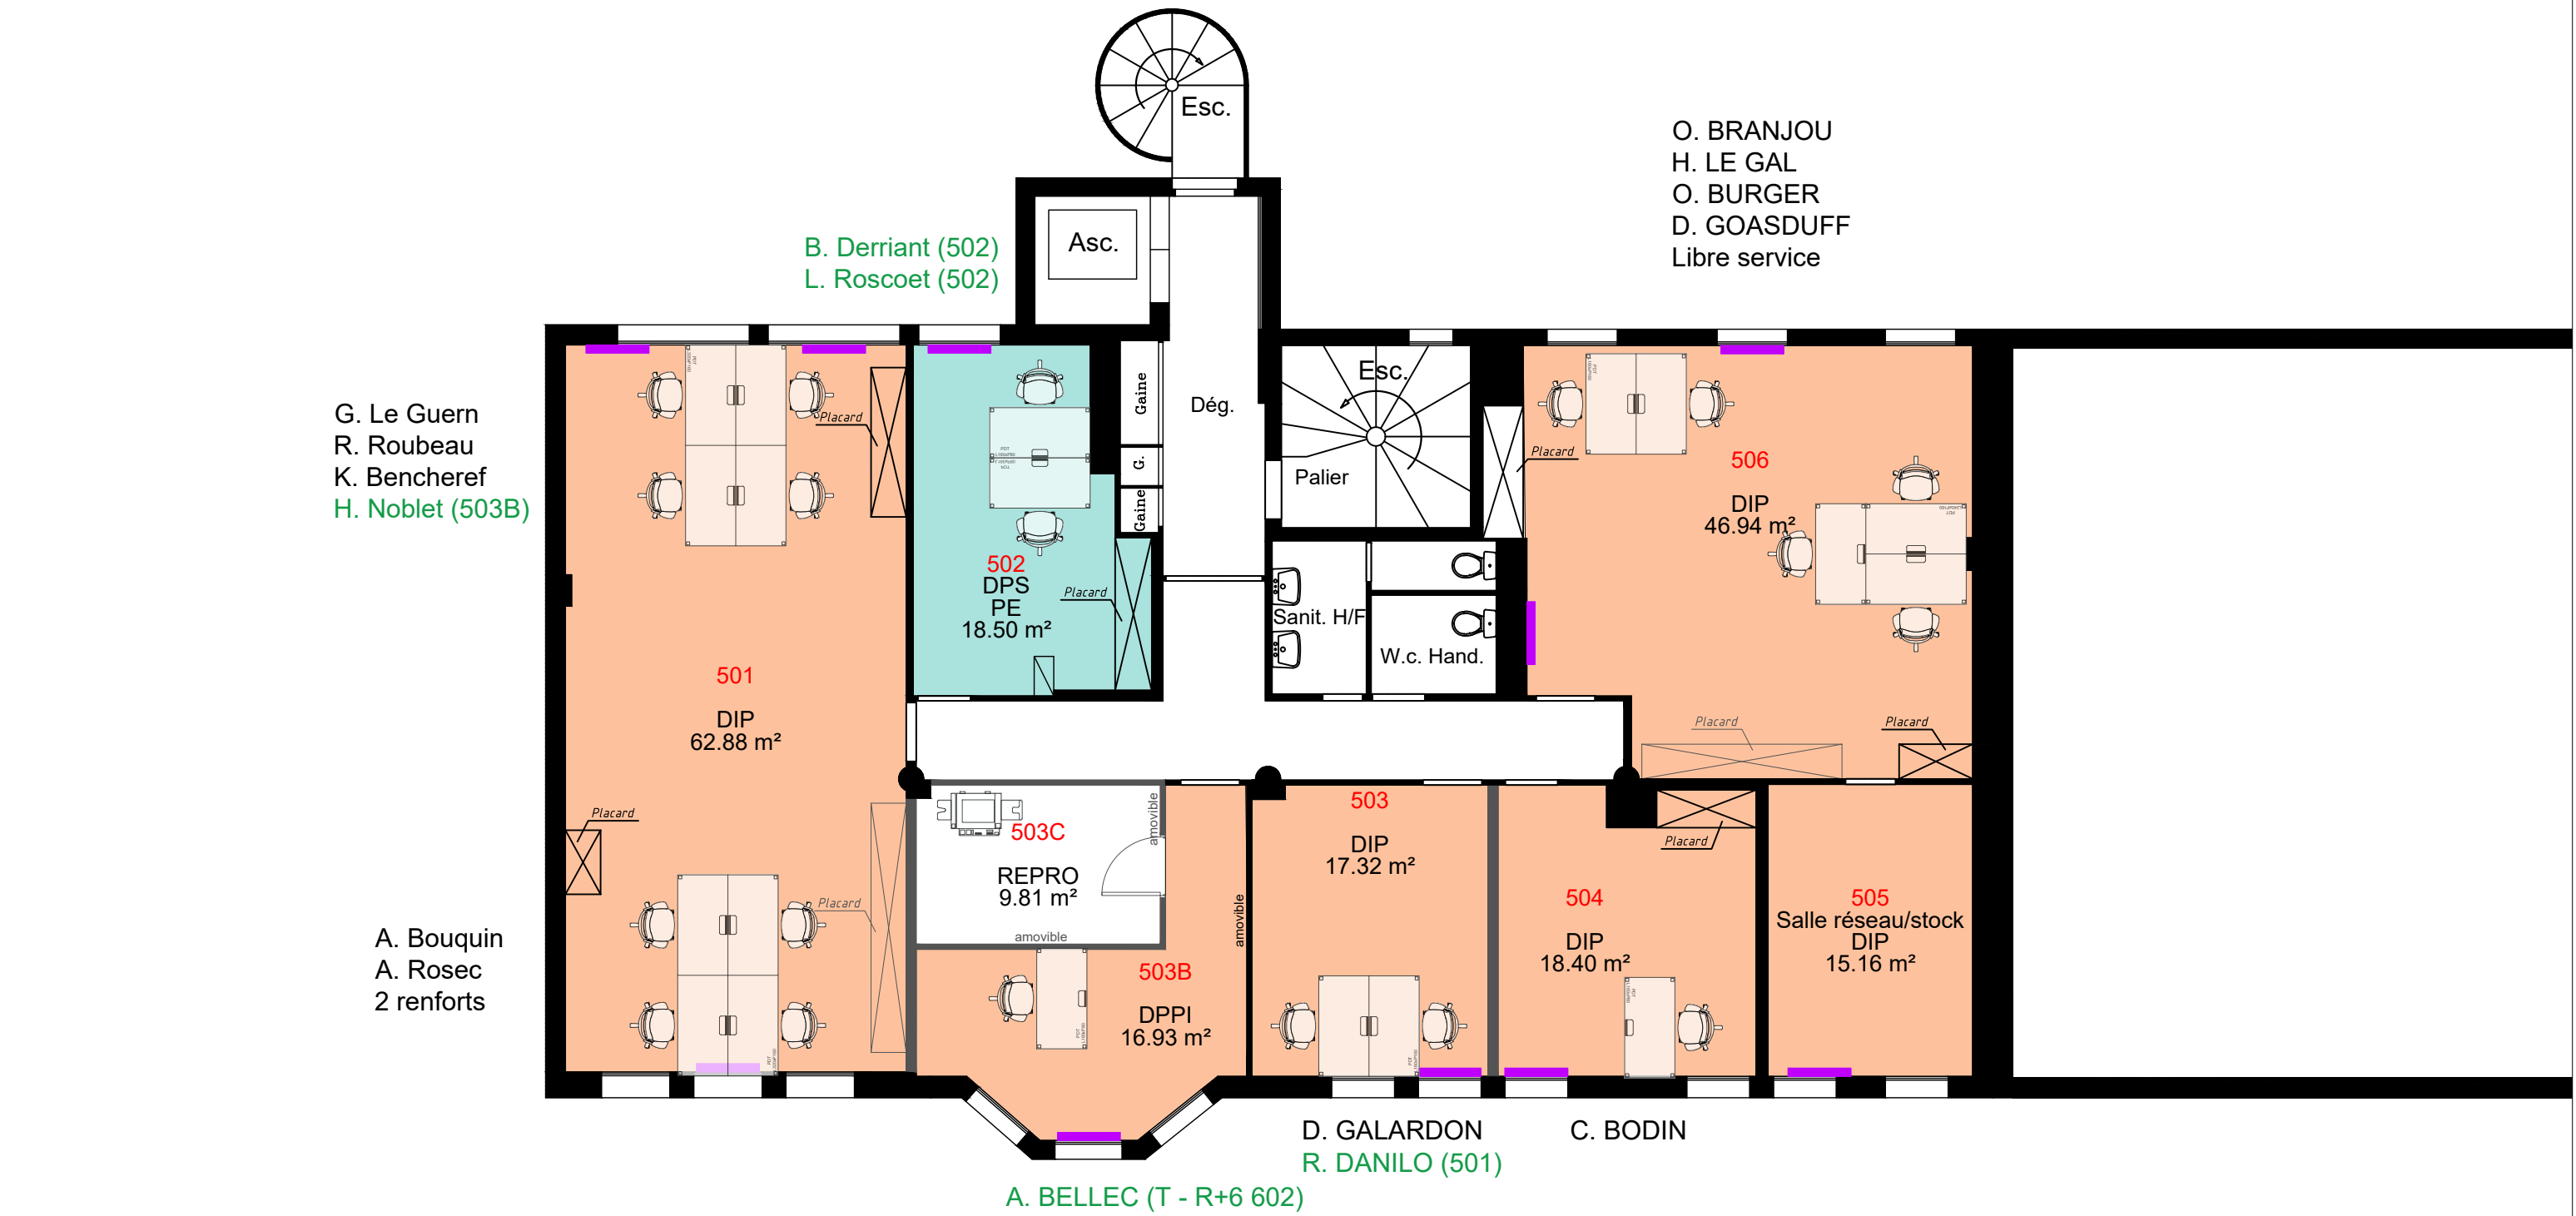 Esc.
O. BRANJOU
H. LE GAL
O. BURGER
D. GOASDUFF
Libre service
B. Derriant (502)
L. Roscoet (502)
Asc.
G. Le Guern
R. Roubeau
K. Bencheref
H. Noblet (503B)
Placard
Gaine
G.
Gaine
Dég.
Esc.
Palier
Placard
506
DIP
46.94 m²
502
DPS
PE
18.50 m²
Placard
Sanit. H/F
W.c. Hand.
501
DIP
62.88 m²
Placard
Placard
Placard
Placard
A. Bouquin
A. Rosec
2 renforts
503C
REPRO
9.81 m²
amovible
amovible
amovible
503B
DPPI
16.93 m²
503
DIP
17.32 m²
Placard
504
DIP
18.40 m²
505
Salle réseau/stock
DIP
15.16 m²
D. GALARDON
R. DANILO (501)
C. BODIN
A. BELLEC (T - R+6 602)